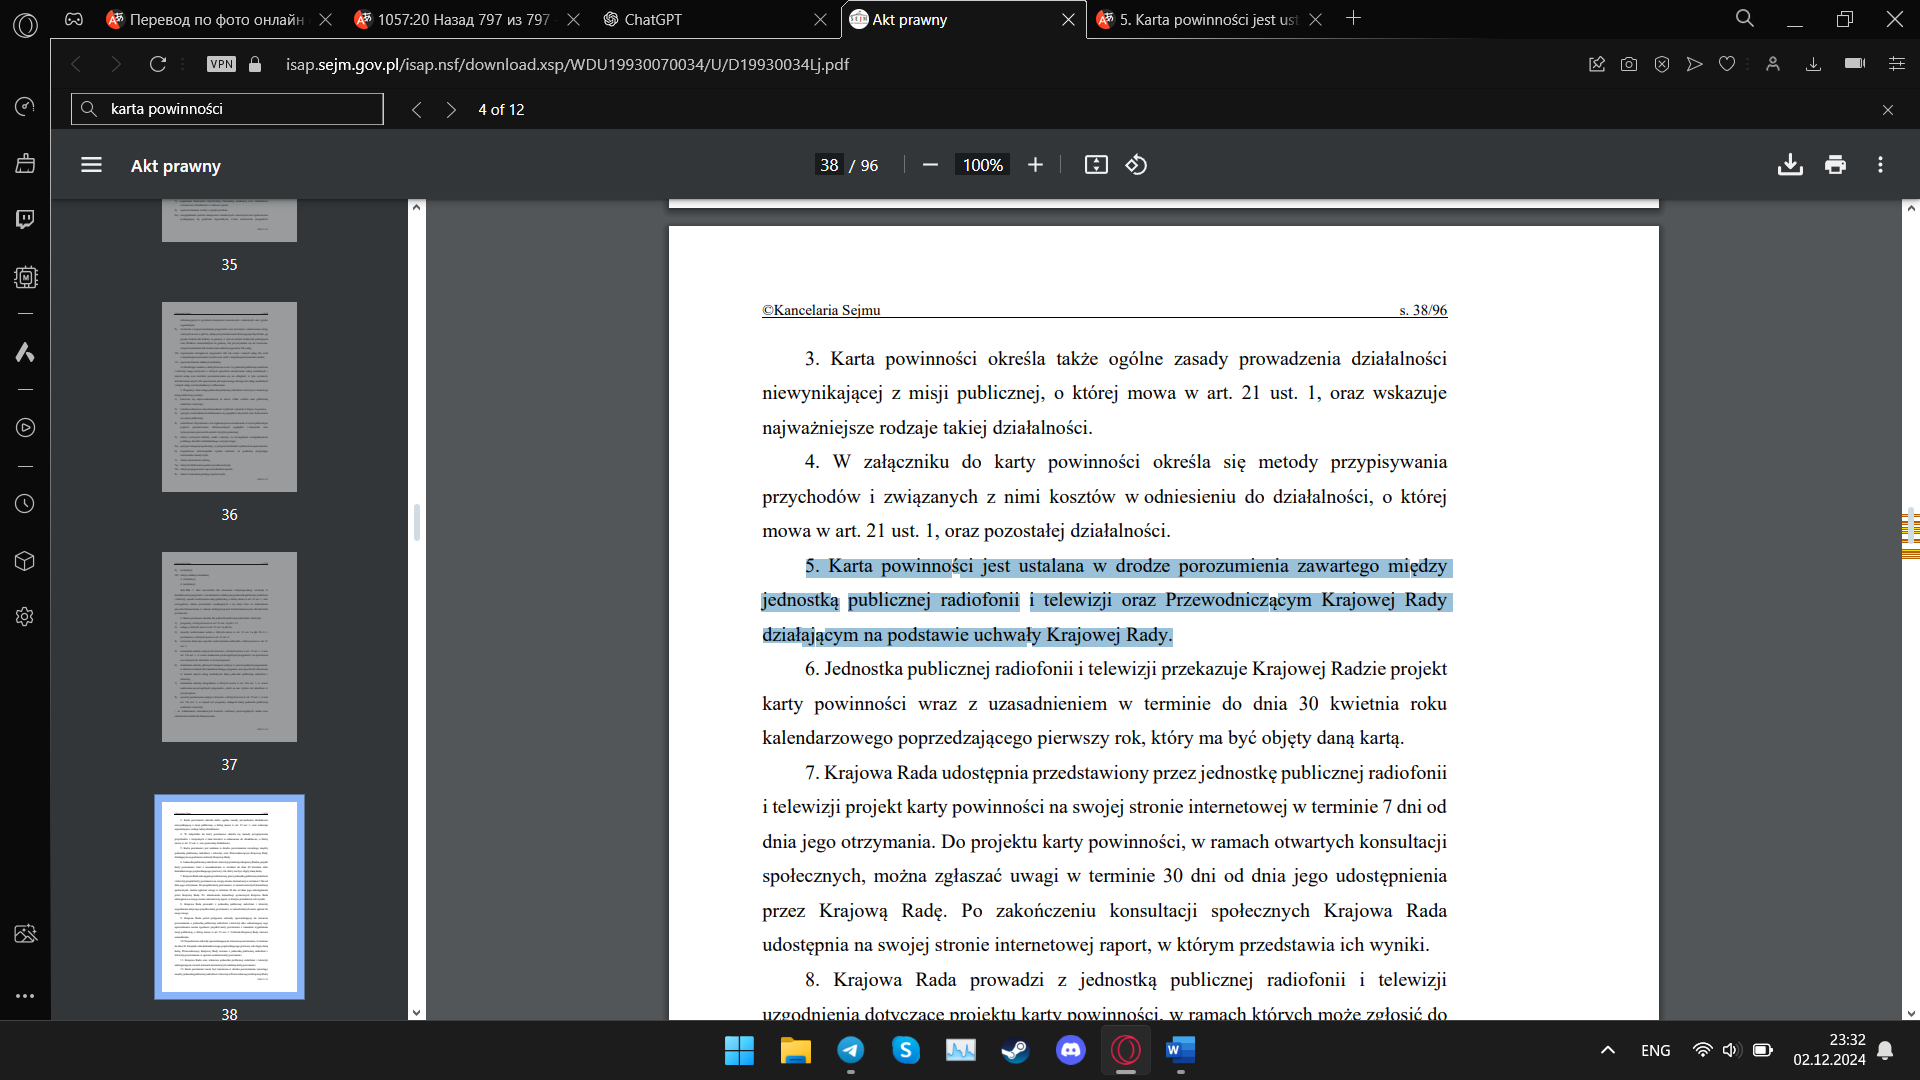 Перевод по фото онлайн
1057:20 Назад 797 из 797
ChatGPT
Akt prawny
5. Karta powinności jest ust
VPN
isap.sejm.gov.pl/isap.nsf/download.xsp/WDU19930070034/U/D19930034Lj.pdf
karta powinności
4 of 12
Akt prawny
38 / 96
100%
35
36
37
38
©Kancelaria Sejmu
s. 38/96
3. Karta powinności określa także ogólne zasady prowadzenia działalności
niewynikającej z misji publicznej, o której mowa w art. 21 ust. 1, oraz wskazuje
najważniejsze rodzaje takiej działalności.
4. W załączniku do karty powinności określa się metody przypisywania
przychodów i związanych z nimi kosztów w odniesieniu do działalności, o której
mowa w art. 21 ust. 1, oraz pozostałej działalności.
5. Karta powinności jest ustalana w drodze porozumienia zawartego między
jednostką publicznej radiofonii i telewizji oraz Przewodniczącym Krajowej Rady
działającym na podstawie uchwały Krajowej Rady.
6. Jednostka publicznej radiofonii i telewizji przekazuje Krajowej Radzie projekt
karty powinności wraz z uzasadnieniem w terminie do dnia 30 kwietnia roku
kalendarzowego poprzedzającego pierwszy rok, który ma być objęty daną kartą.
7. Krajowa Rada udostępnia przedstawiony przez jednostkę publicznej radiofonii
i telewizji projekt karty powinności na swojej stronie internetowej w terminie 7 dni od
dnia jego otrzymania. Do projektu karty powinności, w ramach otwartych konsultacji
społecznych, można zgłaszać uwagi w terminie 30 dni od dnia jego udostępnienia
przez Krajową Radę. Po zakończeniu konsultacji społecznych Krajowa Rada
udostępnia na swojej stronie internetowej raport, w którym przedstawia ich wyniki.
8. Krajowa Rada prowadzi z jednostką publicznej radiofonii i telewizji
uzgodnienia dotyczące projektu karty powinności, w ramach których może zgłosić do
ENG
23:32
02.12.2024